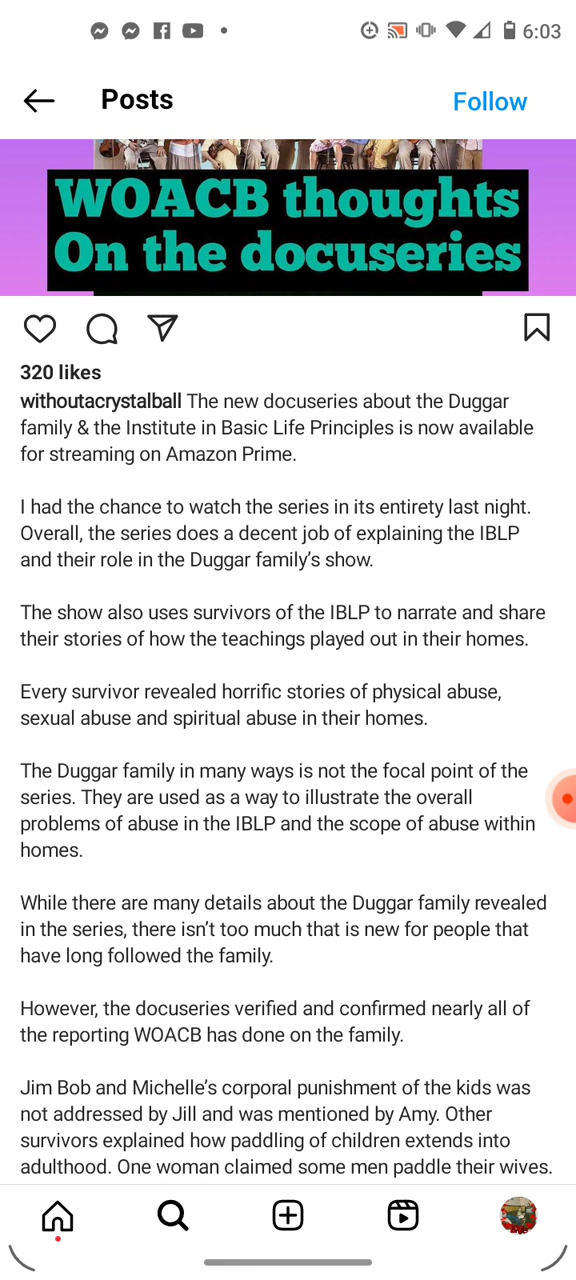 6:03
Posts
Follow
WOACB thoughts
On the docuseries
320 likes
withoutacrystalball The new docuseries about the Duggar
family & the Institute in Basic Life Principles is now available
for streaming on Amazon Prime.
I had the chance to watch the series in its entirety last night.
Overall, the series does a decent job of explaining the IBLP
and their role in the Duggar family's show.
The show also uses survivors of the IBLP to narrate and share
their stories of how the teachings played out in their homes.
Every survivor revealed horrific stories of physical abuse,
sexual abuse and spiritual abuse in their homes.
The Duggar family in many ways is not the focal point of the
series. They are used as a way to illustrate the overall
problems of abuse in the IBLP and the scope of abuse within
homes.
While there are many details about the Duggar family revealed
in the series, there isn't too much that is new for people that
have long followed the family.
However, the docuseries verified and confirmed nearly all of
the reporting WOACB has done on the family.
Jim Bob and Michelle's corporal punishment of the kids was
not addressed by Jill and was mentioned by Amy. Other
survivors explained how paddling of children extends into
adulthood. One woman claimed some men paddle their wives.